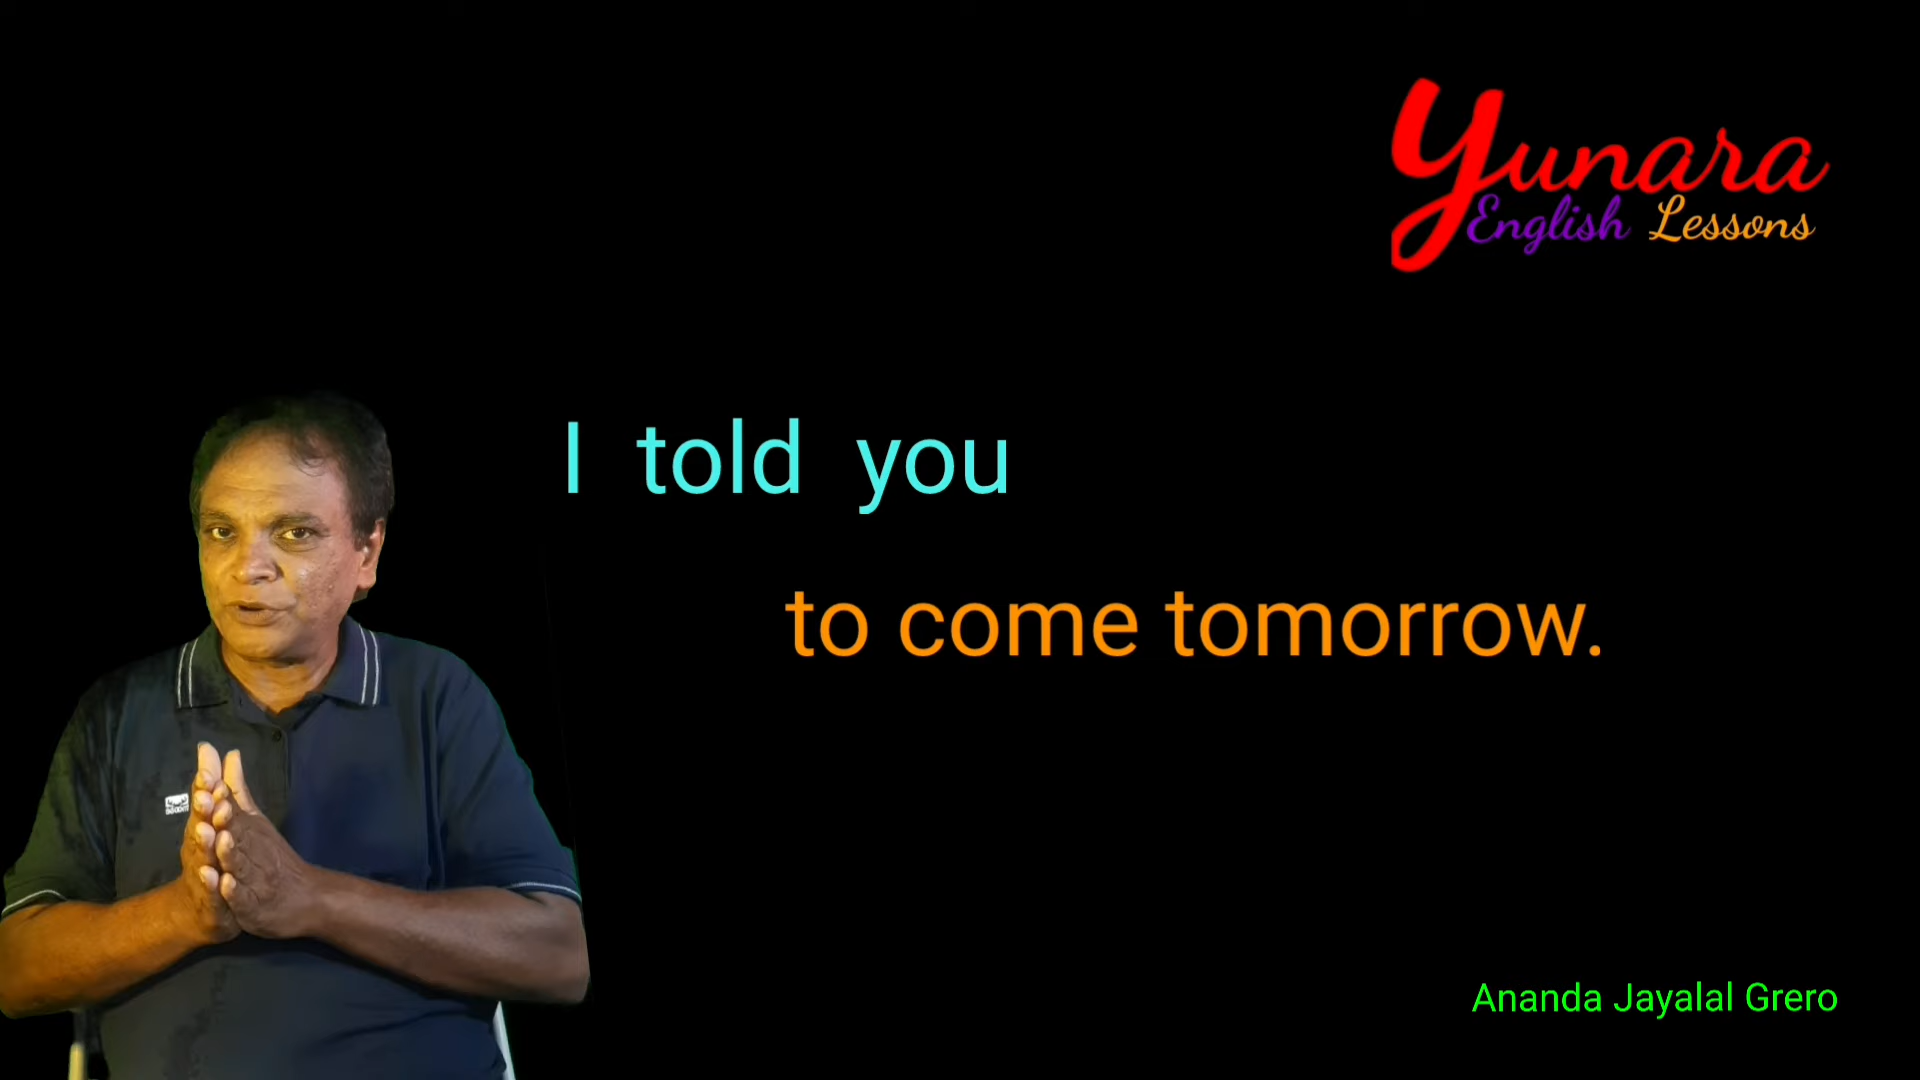 Yunara
English Lessons
I told you
to come tomorrow.
Ananda Jayalal Grero